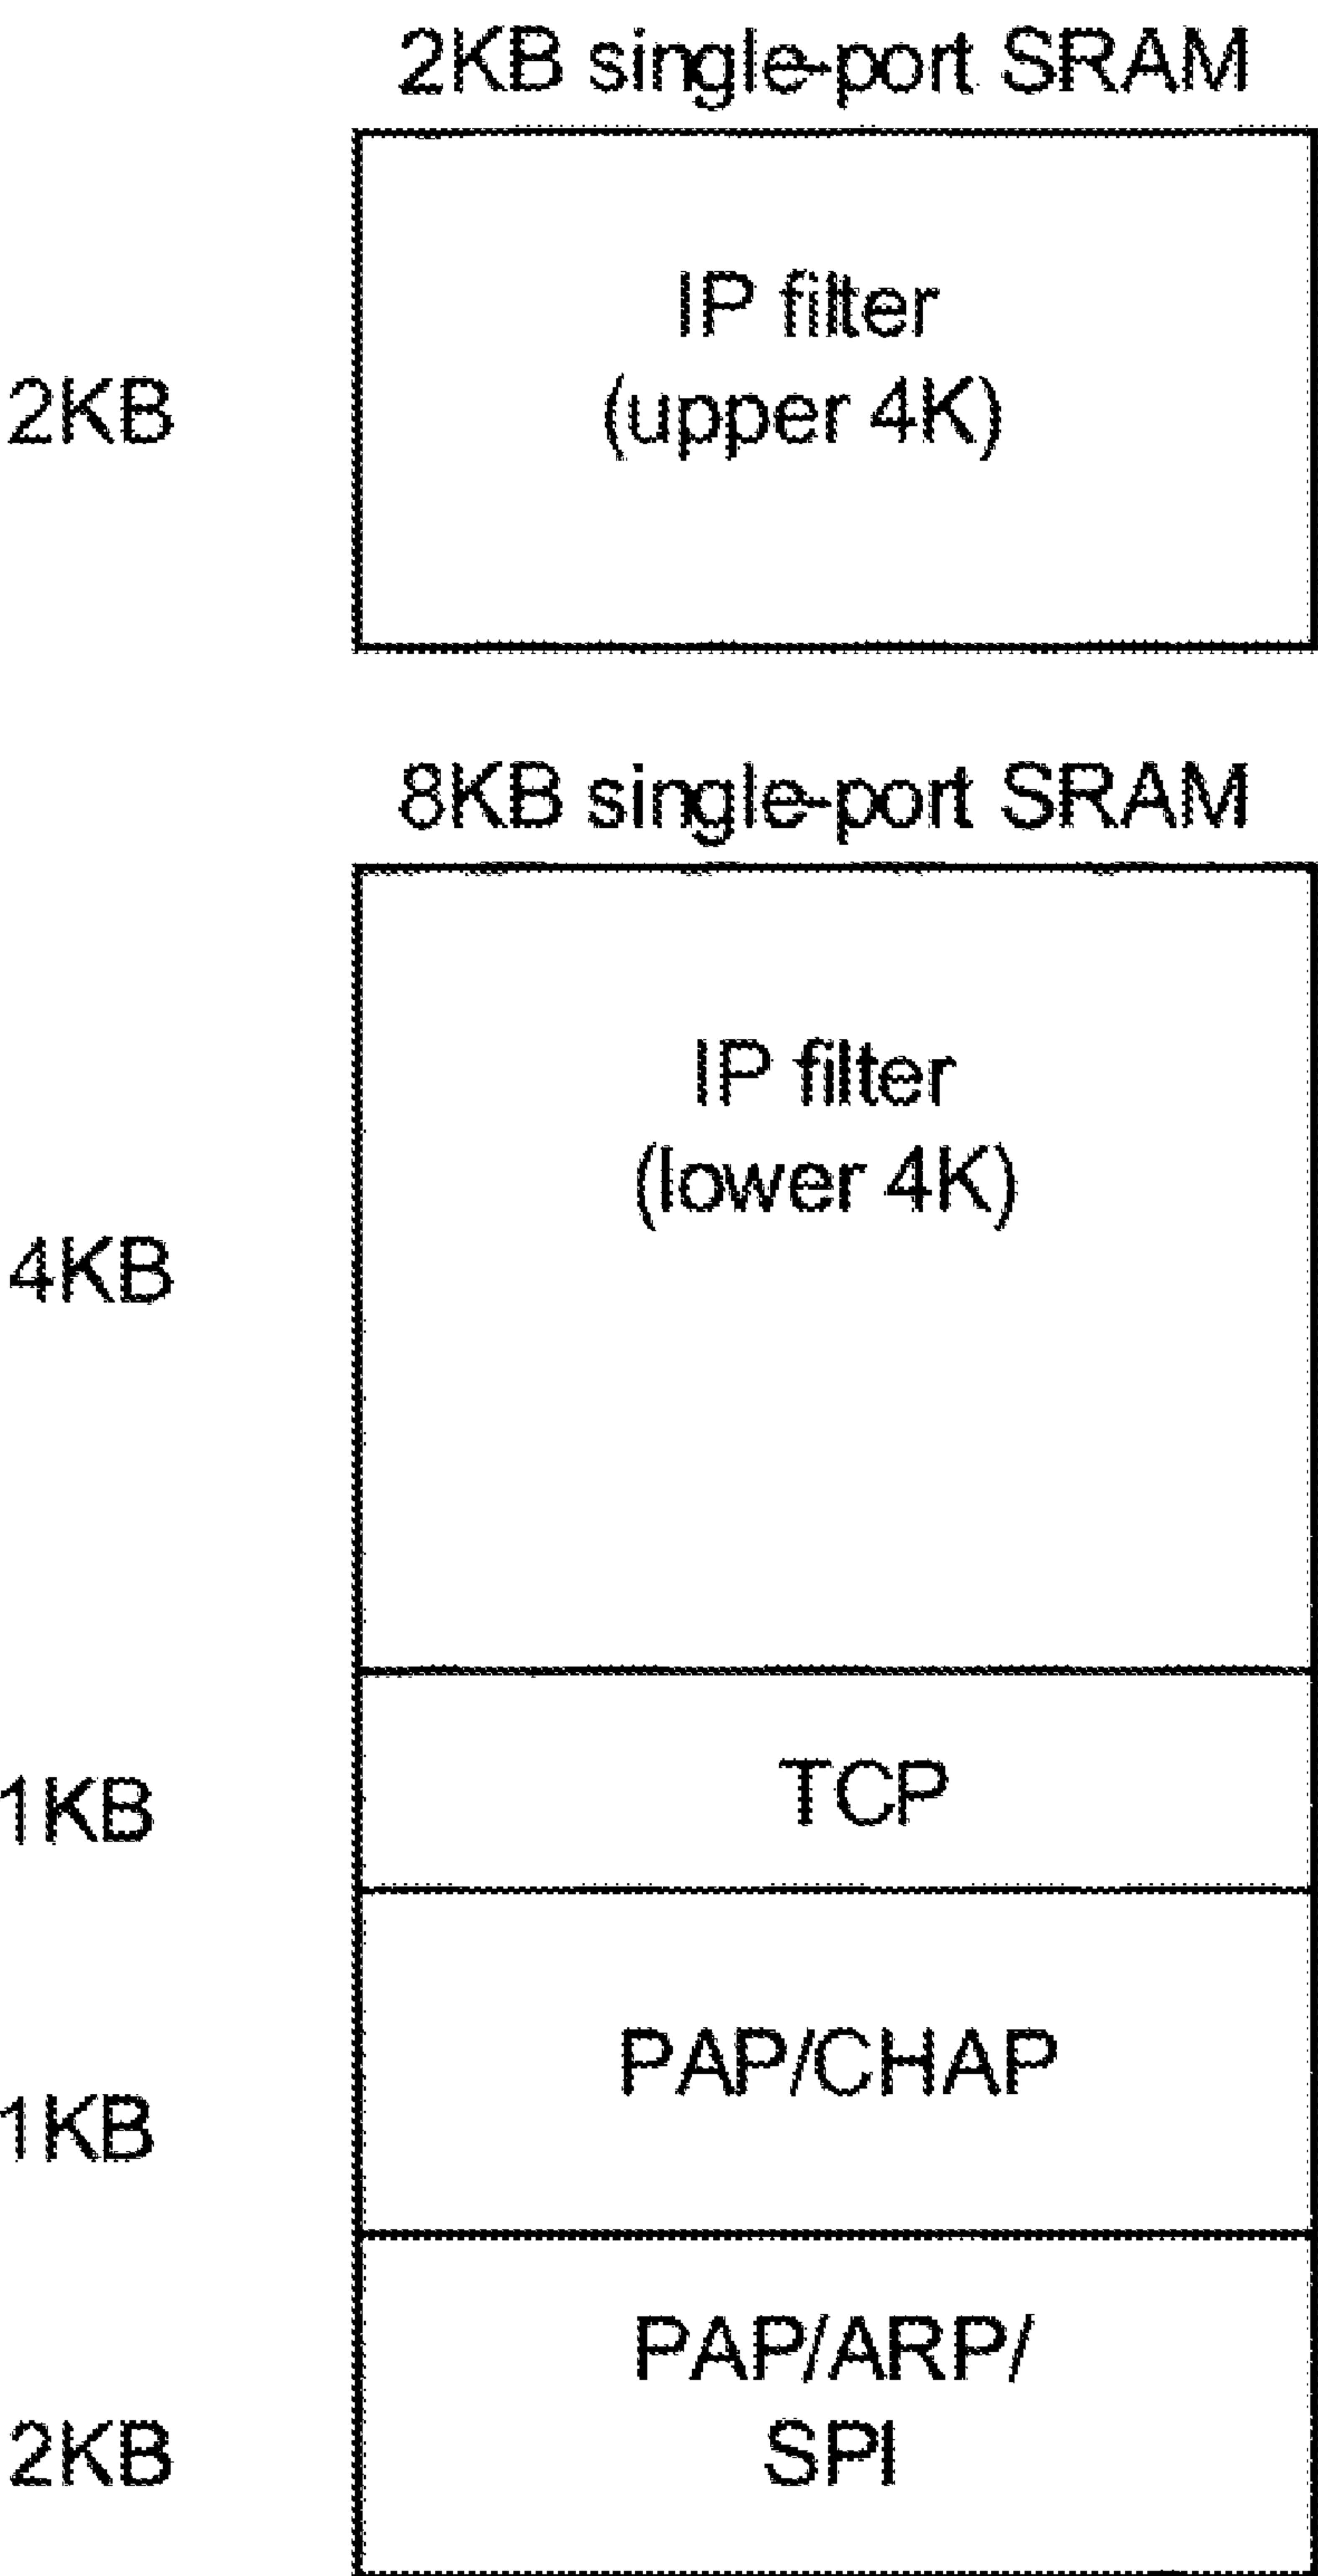 2KB single-port SRAM
IP filter
2KB
(upper 4K)
8KB single-port SRAM
IP filter
(lower 4K)
4KB
TCP
1KB
PAP/CHAP
1KB
PAP/ARP/
2KB
SPI